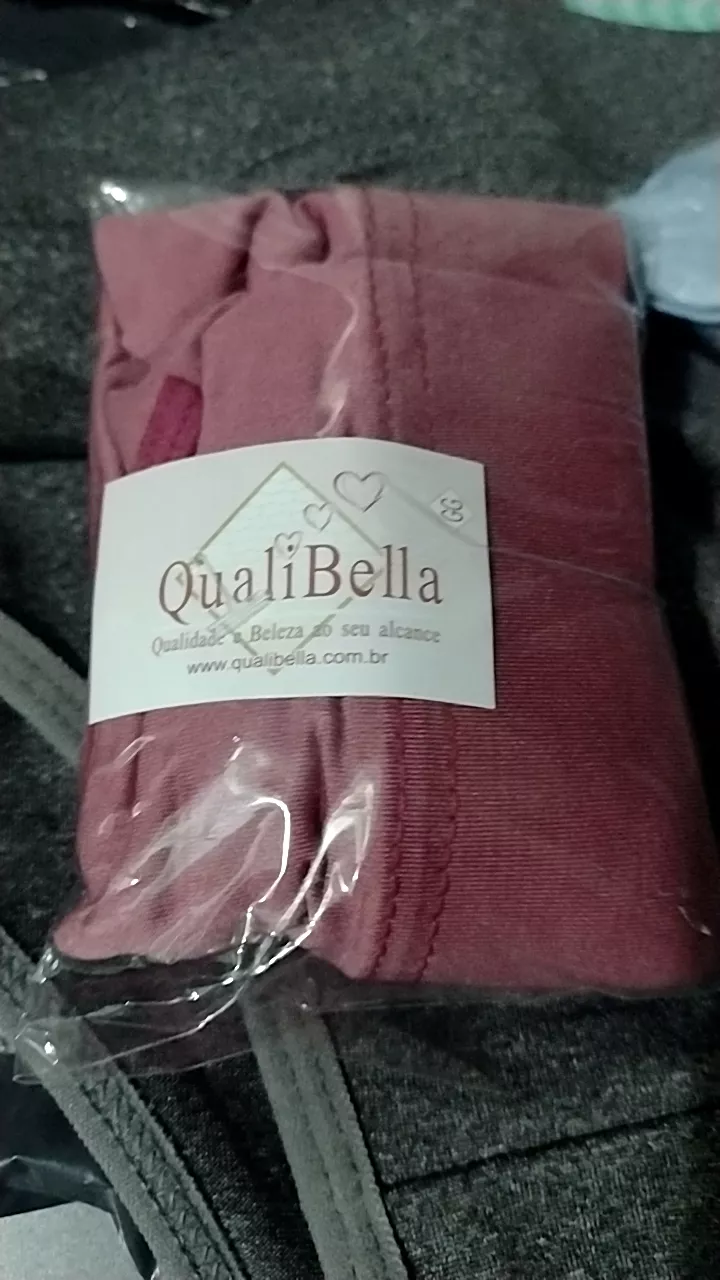 QualiBella
Qualidade e Beleza ao seu alcance
www.qualibella.com.br